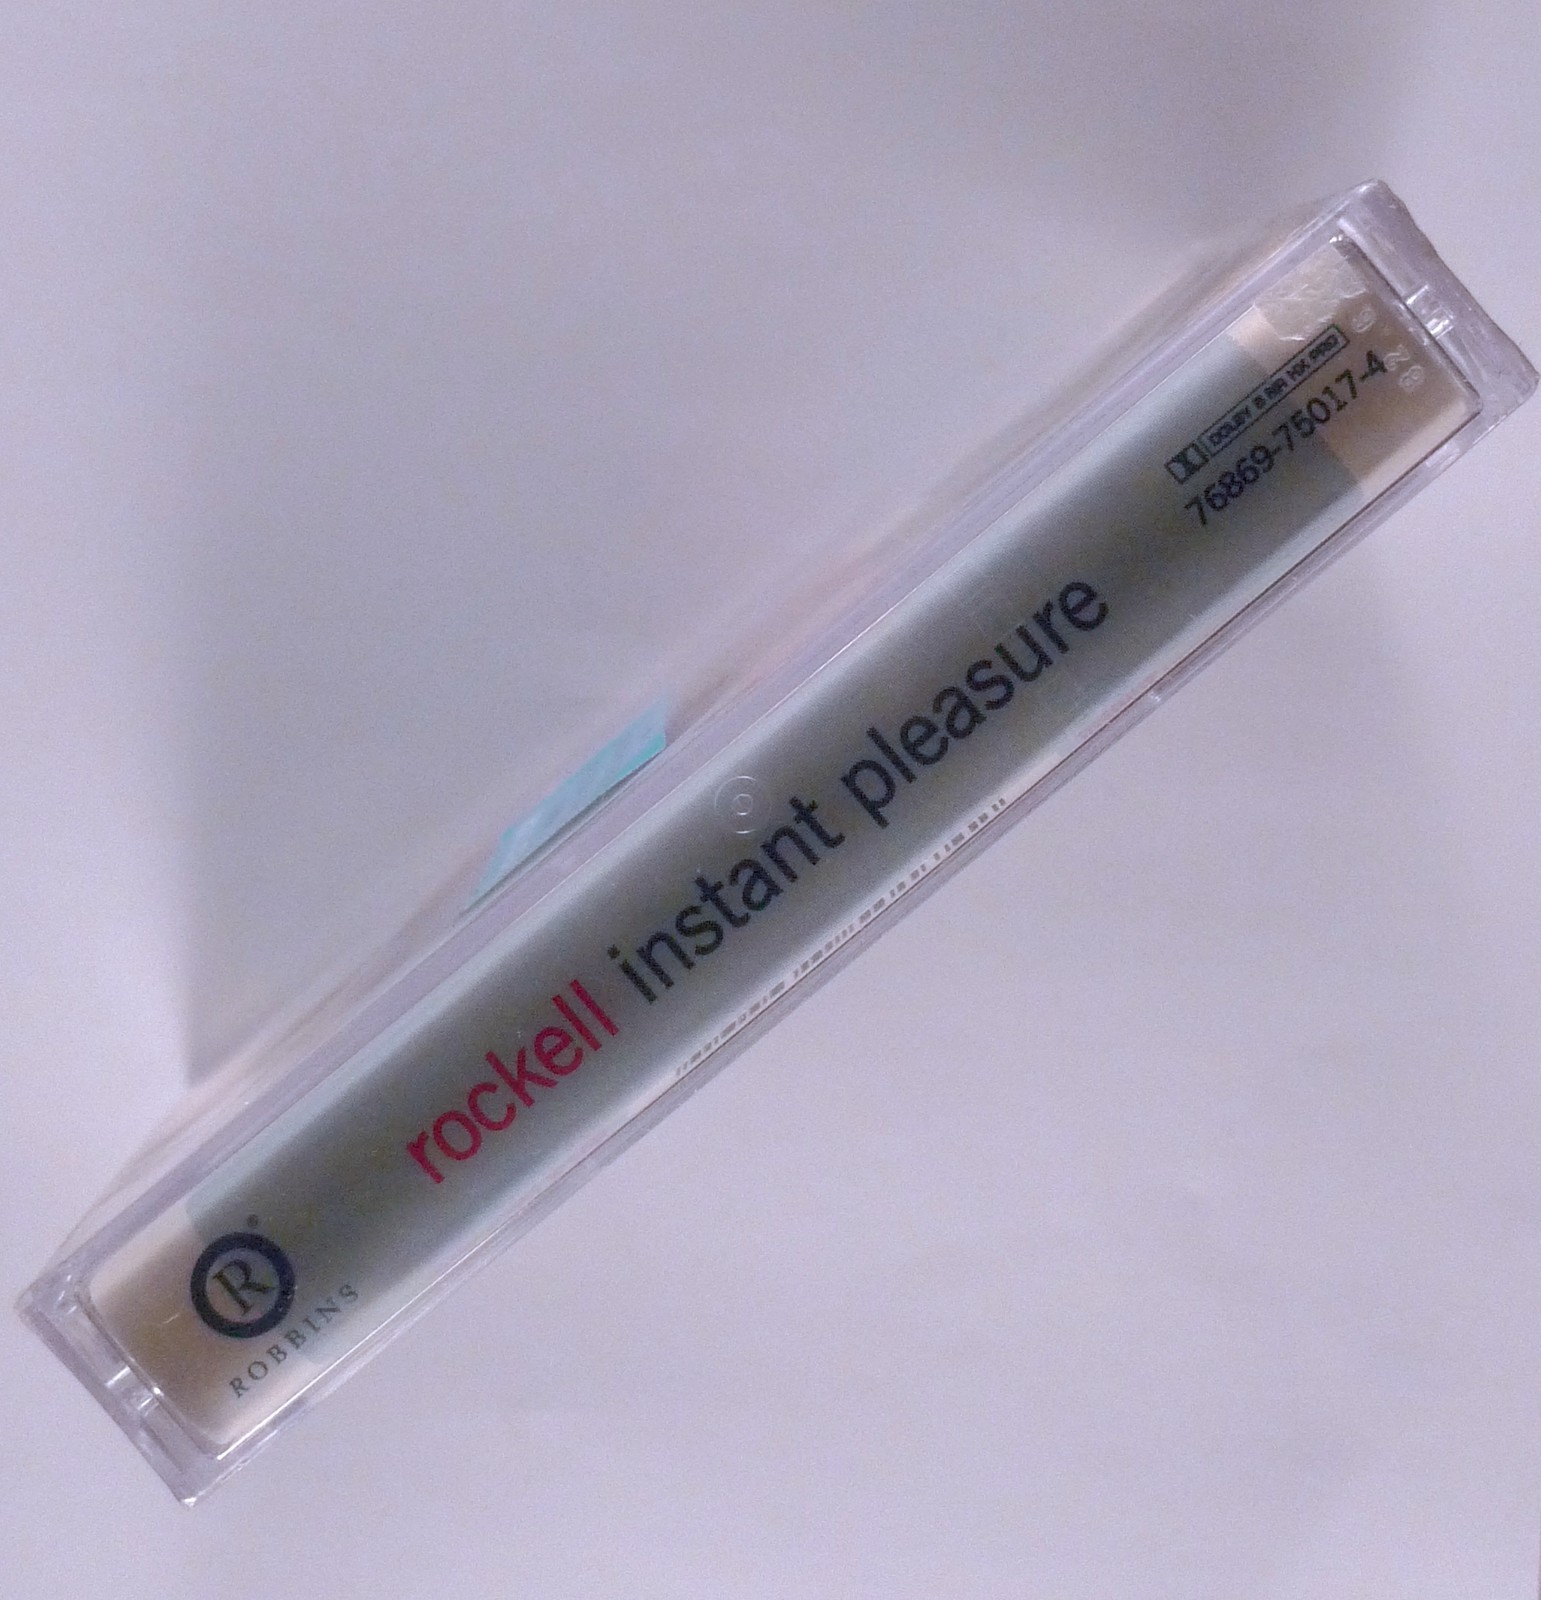 R®
ROBBINS
rockell instant pleasure
DOLBY B NR HX PRO
76869-75017-4